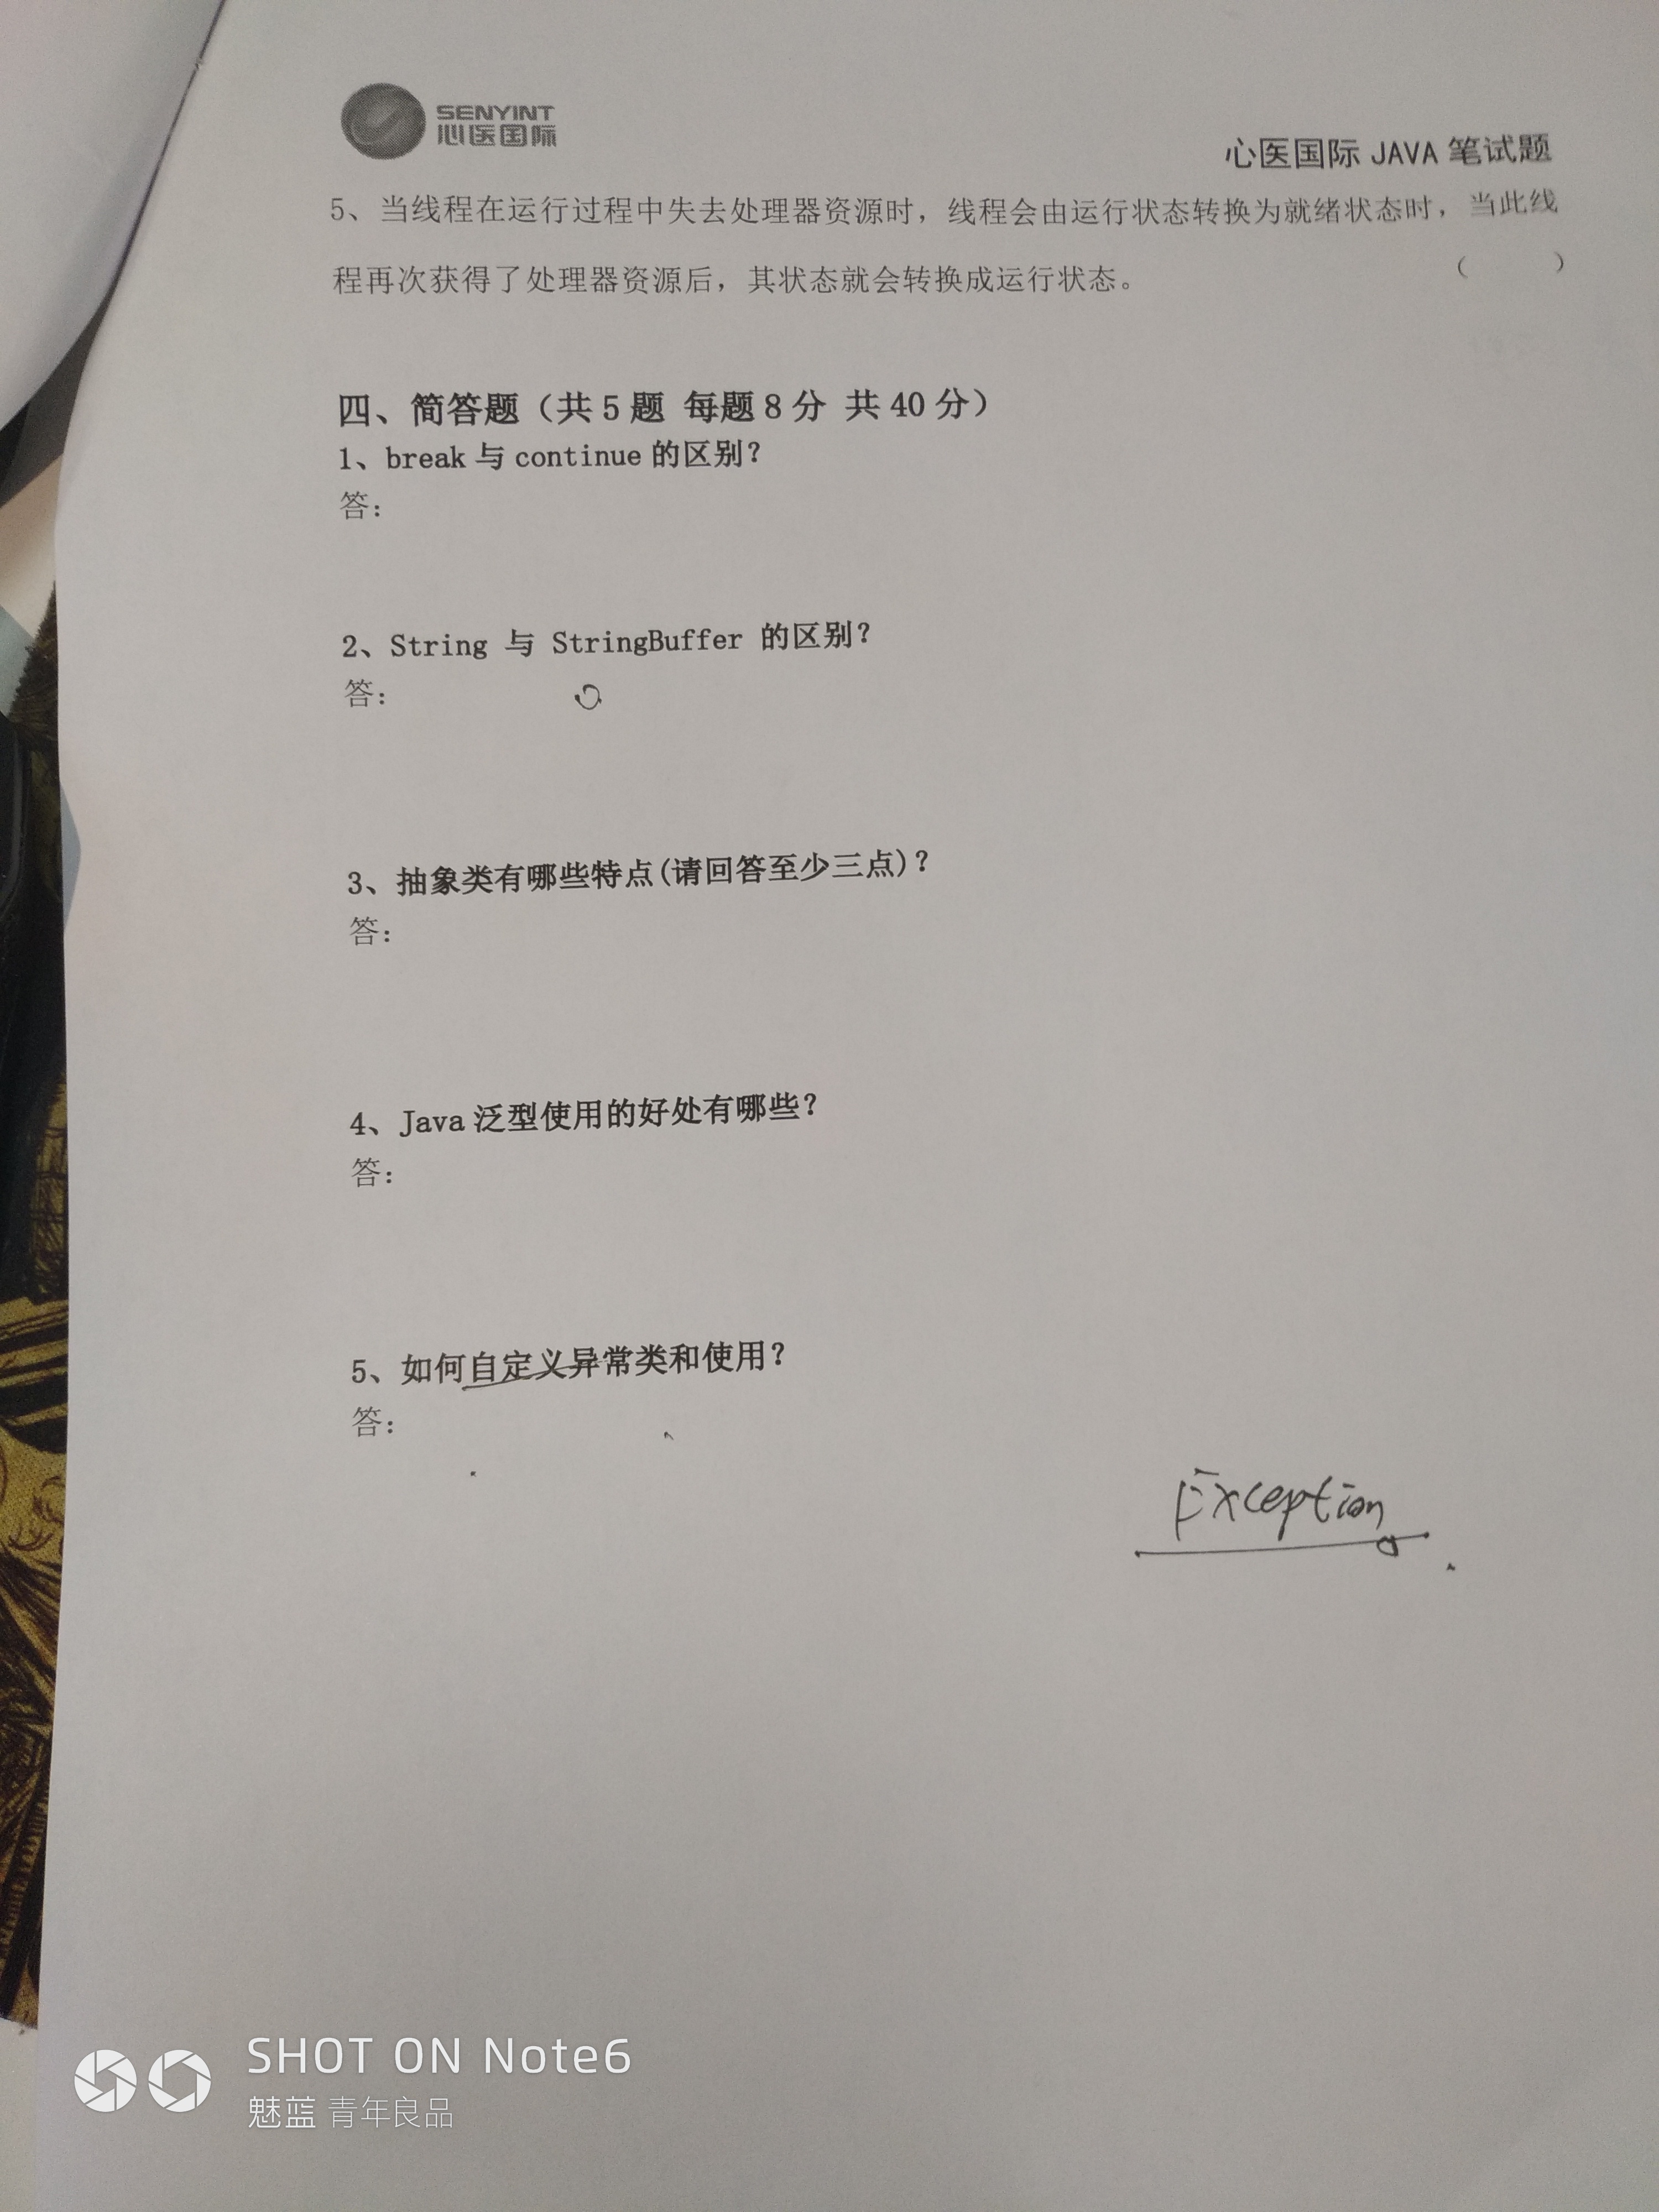 SENYINT
心医国际
心医国际 JAVA 笔试题
5、当线程在运行过程中失去处理器资源时，线程会由运行状态转换为就绪状态时，当此线
程再次获得了处理器资源后，其状态就会转换成运行状态。 （ ）
四、简答题（共 5 题 每题 8 分 共 40 分）
1、break 与 continue 的区别？
答：
2、String 与 StringBuffer 的区别？
答：
3、抽象类有哪些特点(请回答至少三点)？
答：
4、Java 泛型使用的好处有哪些？
答：
5、如何自定义异常类和使用？
答：
Exception
SHOT ON Note6
魅蓝 青年良品